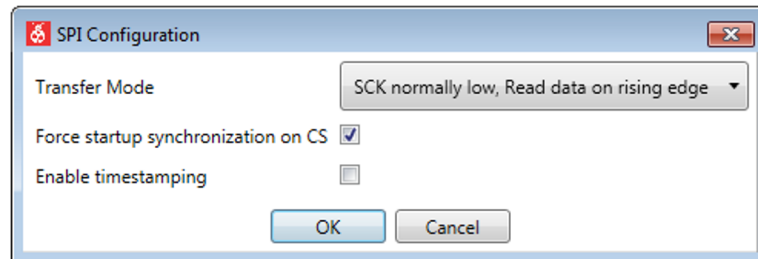 SPI Configuration
Transfer Mode SCK normally low, Read data on rising edge
Force startup synchronization on CS
Enable timestamping
OK Cancel